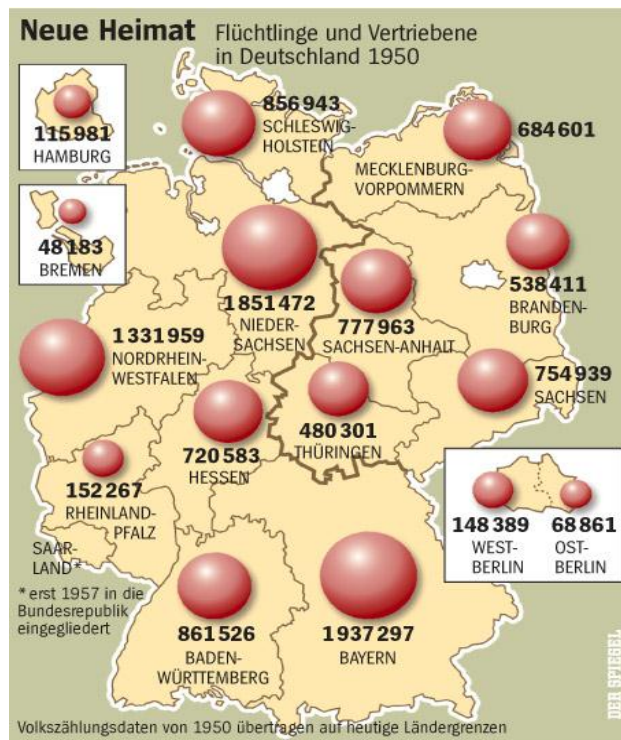 Neue Heimat Flüchtlinge und Vertriebene
in Deutschland 1950
115 981
HAMBURG
856 943
SCHLESWIG-
HOLSTEIN
684 601
MECKLENBURG-
VORPOMMERN
48 183
BREMEN
1 851 472
NIEDER-
SACHSEN
538 411
BRANDEN-
BURG
777 963
SACHSEN-ANHALT
1 331 959
NORDRHEIN-
WESTFALEN
754 939
SACHSEN
720 583
HESSEN
480 301
THÜRINGEN
152 267
RHEINLAND-
PFALZ
148 389
WEST-
BERLIN
68 861
OST-
BERLIN
SAAR-
LAND*
* erst 1957 in die
Bundesrepublik
eingegliedert
861 526
BADEN-
WÜRTTEMBERG
1 937 297
BAYERN
DER SPIEGEL
Volkszählungsdaten von 1950 übertragen auf heutige Ländergrenzen